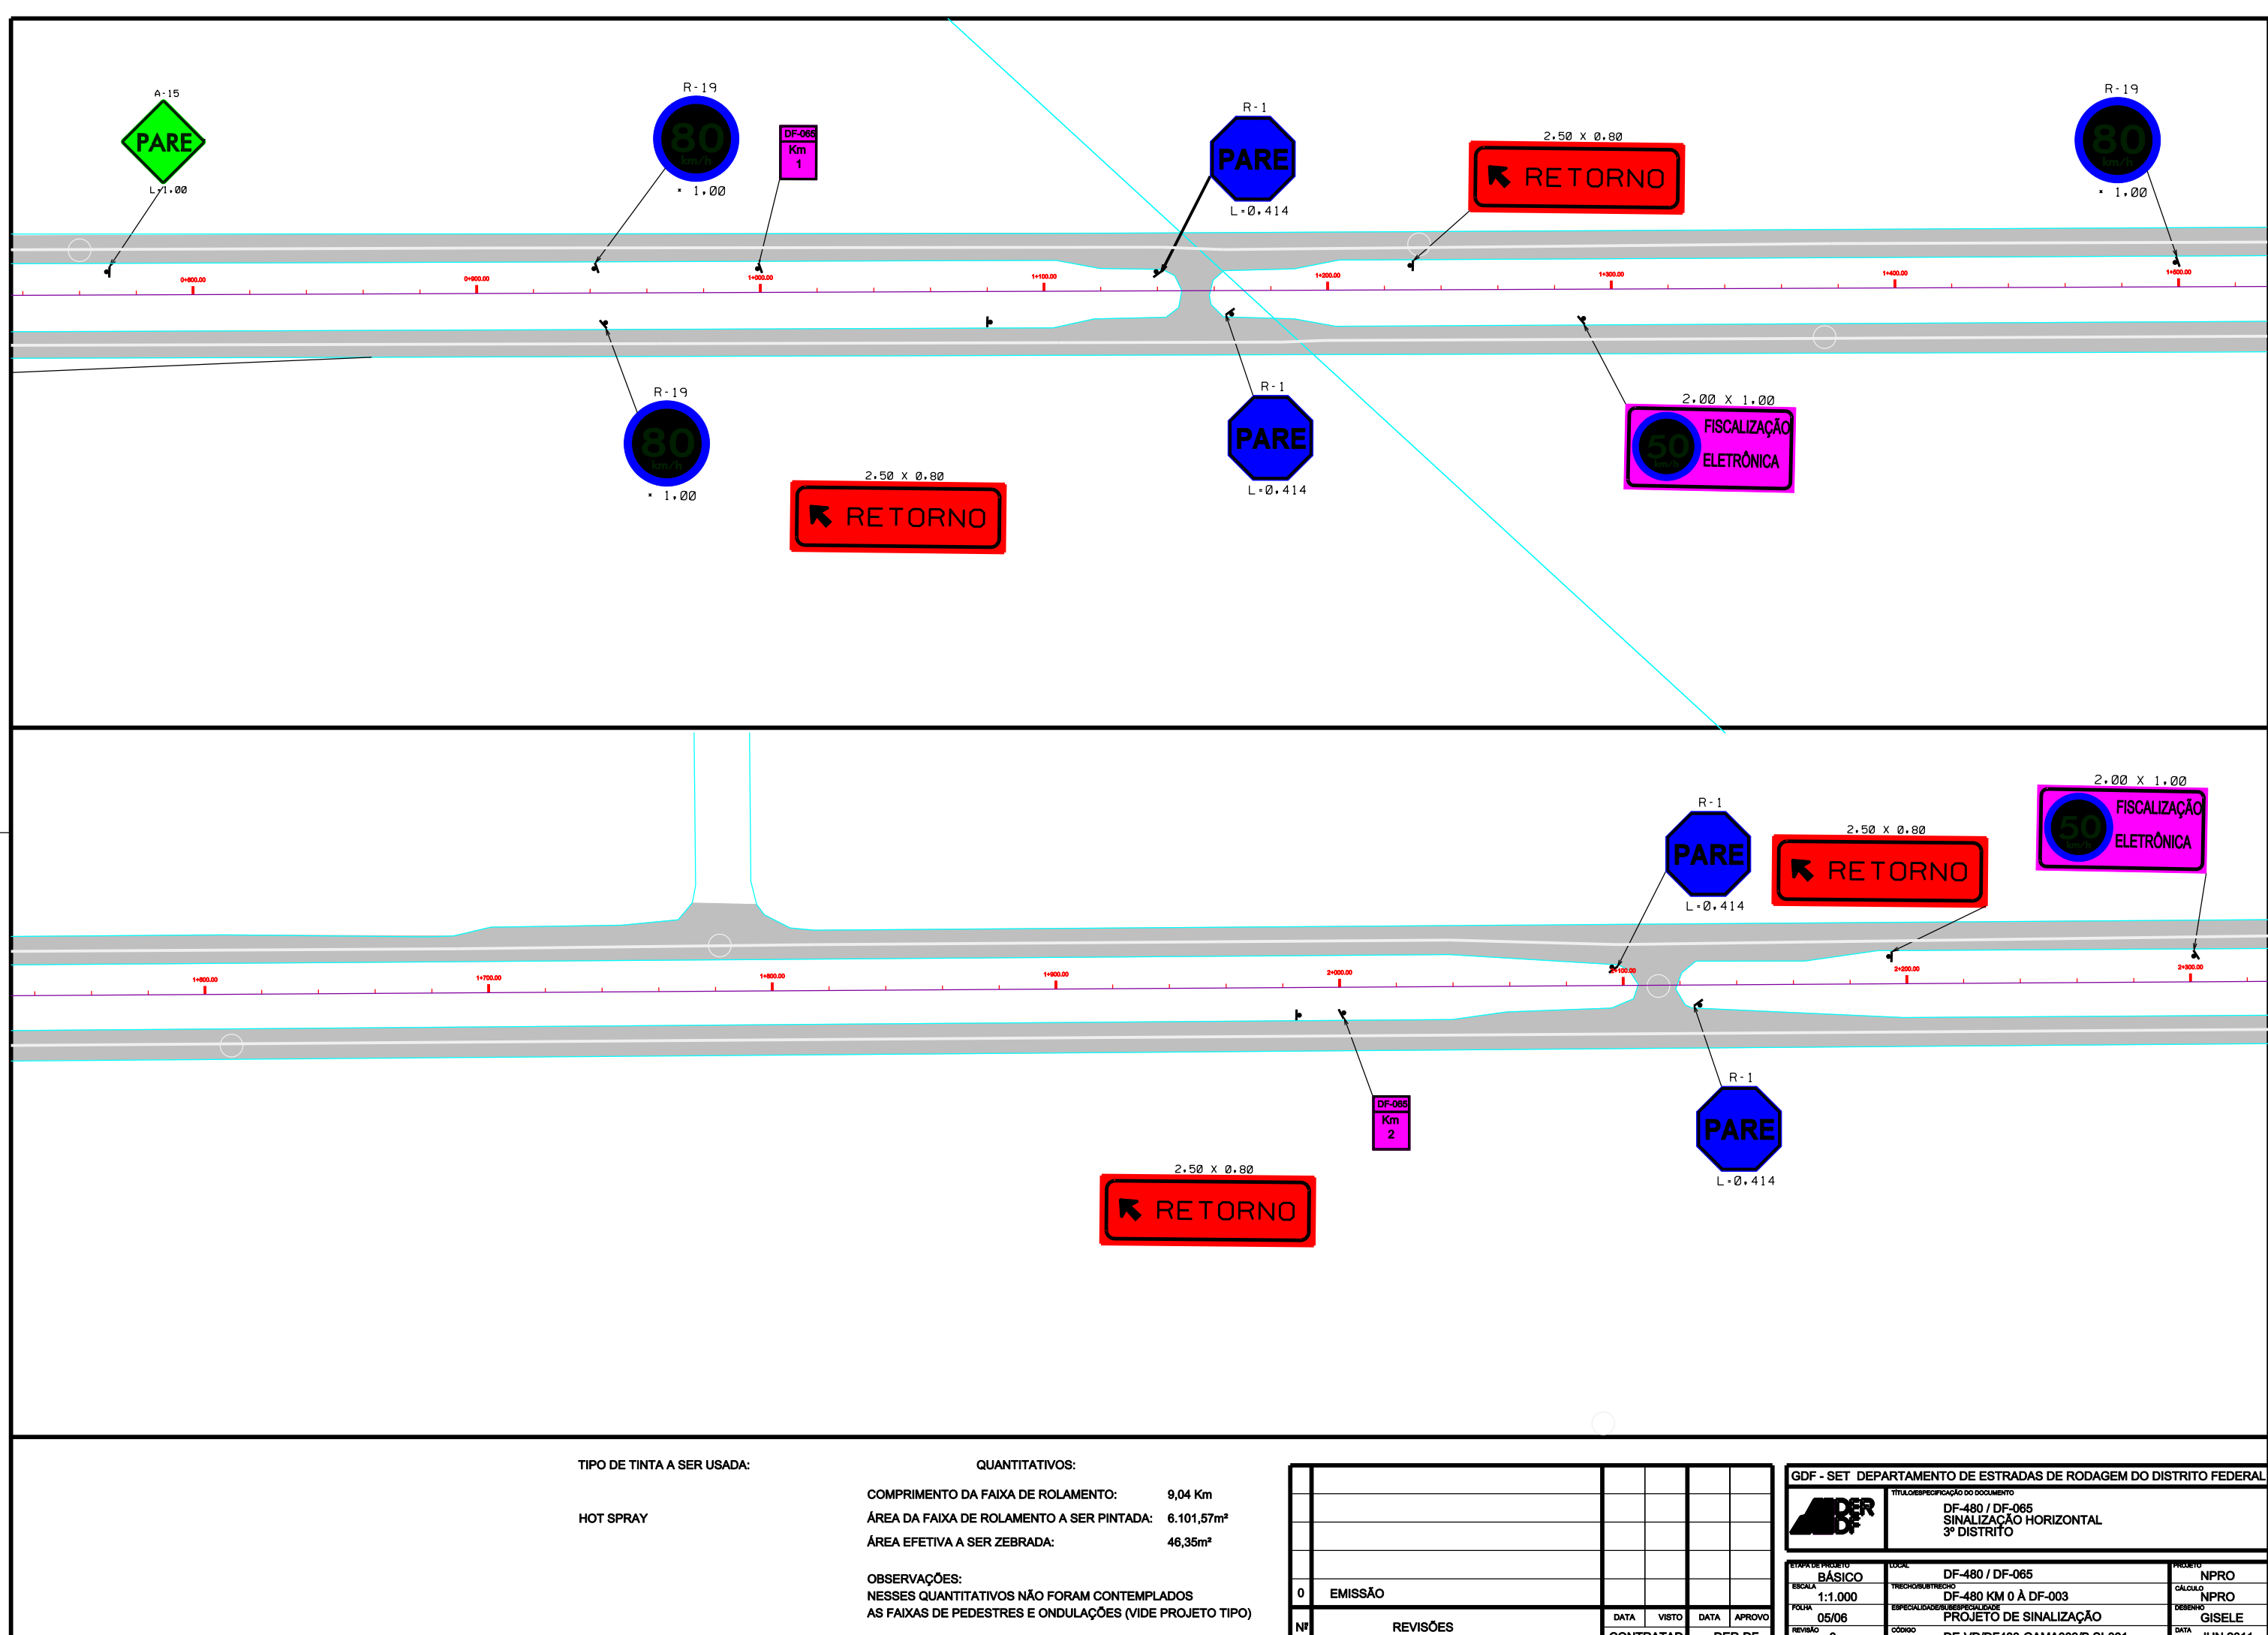 A-15
PARE
L=1.00
R-19
80
km/h
1.00
DF-065
Km
1
R-1
PARE
L=0.414
2.50 X 0.80
RETORNO
R-19
80
km/h
1.00
0+800.00
0+900.00
1+000.00
1+100.00
1+200.00
1+300.00
1+400.00
1+500.00
R-19
80
km/h
1.00
2.50 X 0.80
RETORNO
R-1
PARE
L=0.414
2.00 X 1.00
50
km/h
FISCALIZAÇÃO
ELETRÔNICA
R-1
PARE
L=0.414
2.50 X 0.80
RETORNO
2.00 X 1.00
50
km/h
FISCALIZAÇÃO
ELETRÔNICA
1+600.00
1+700.00
1+800.00
1+900.00
2+000.00
2+100.00
2+200.00
2+300.00
DF-065
Km
2
R-1
PARE
L=0.414
2.50 X 0.80
RETORNO
TIPO DE TINTA A SER USADA:
HOT SPRAY
QUANTITATIVOS:
COMPRIMENTO DA FAIXA DE ROLAMENTO: 9,04 Km
ÁREA DA FAIXA DE ROLAMENTO A SER PINTADA: 6.101,57m²
ÁREA EFETIVA A SER ZEBRADA: 46,35m²
OBSERVAÇÕES:
NESSES QUANTITATIVOS NÃO FORAM CONTEMPLADOS
AS FAIXAS DE PEDESTRES E ONDULAÇÕES (VIDE PROJETO TIPO)
0 EMISSÃO
Nº REVISÕES DATA VISTO DATA APROVO
GDF - SET DEPARTAMENTO DE ESTRADAS DE RODAGEM DO DISTRITO FEDERAL
DER
DF
TÍTULO/ESPECIFICAÇÃO DO DOCUMENTO
DF-480 / DF-065
SINALIZAÇÃO HORIZONTAL
3º DISTRITO
ETAPA DE PROJETO
BÁSICO
LOCAL
DF-480 / DF-065
PROJETO
NPRO
ESCALA
1:1.000
TRECHO/SUBTRECHO
DF-480 KM 0 À DF-003
CÁLCULO
NPRO
FOLHA
05/06
ESPECIALIDADE/SUBESPECIALIDADE
PROJETO DE SINALIZAÇÃO
DESENHO
GISELE
REVISÃO
CÓDIGO
DATA